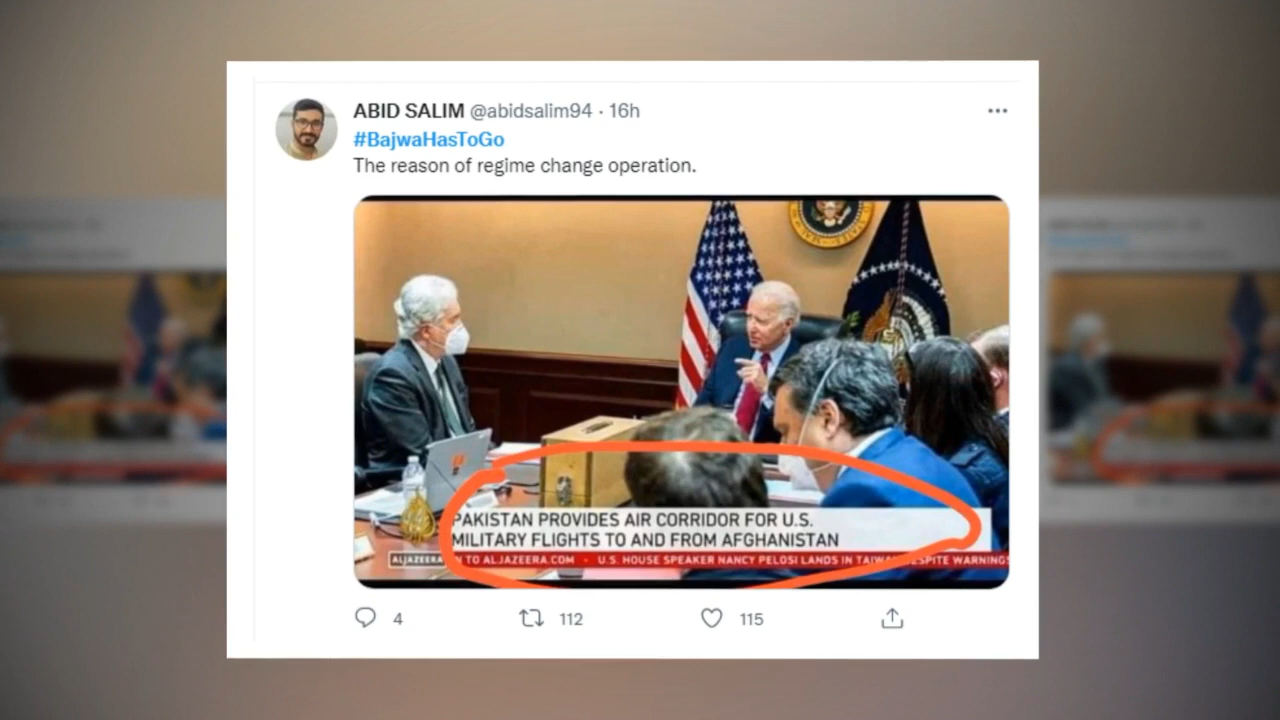 ABID SALIM @abidsalim94 · 16h
#BajwaHasToGo
The reason of regime change operation.
PAKISTAN PROVIDES AIR CORRIDOR FOR U.S.
MILITARY FLIGHTS TO AND FROM AFGHANISTAN
ALJAZEERA N TO ALJAZEERA.COM • U.S. HOUSE SPEAKER NANCY PELOSI LANDS IN TAIWAN DESPITE WARNINGS
4 112 115